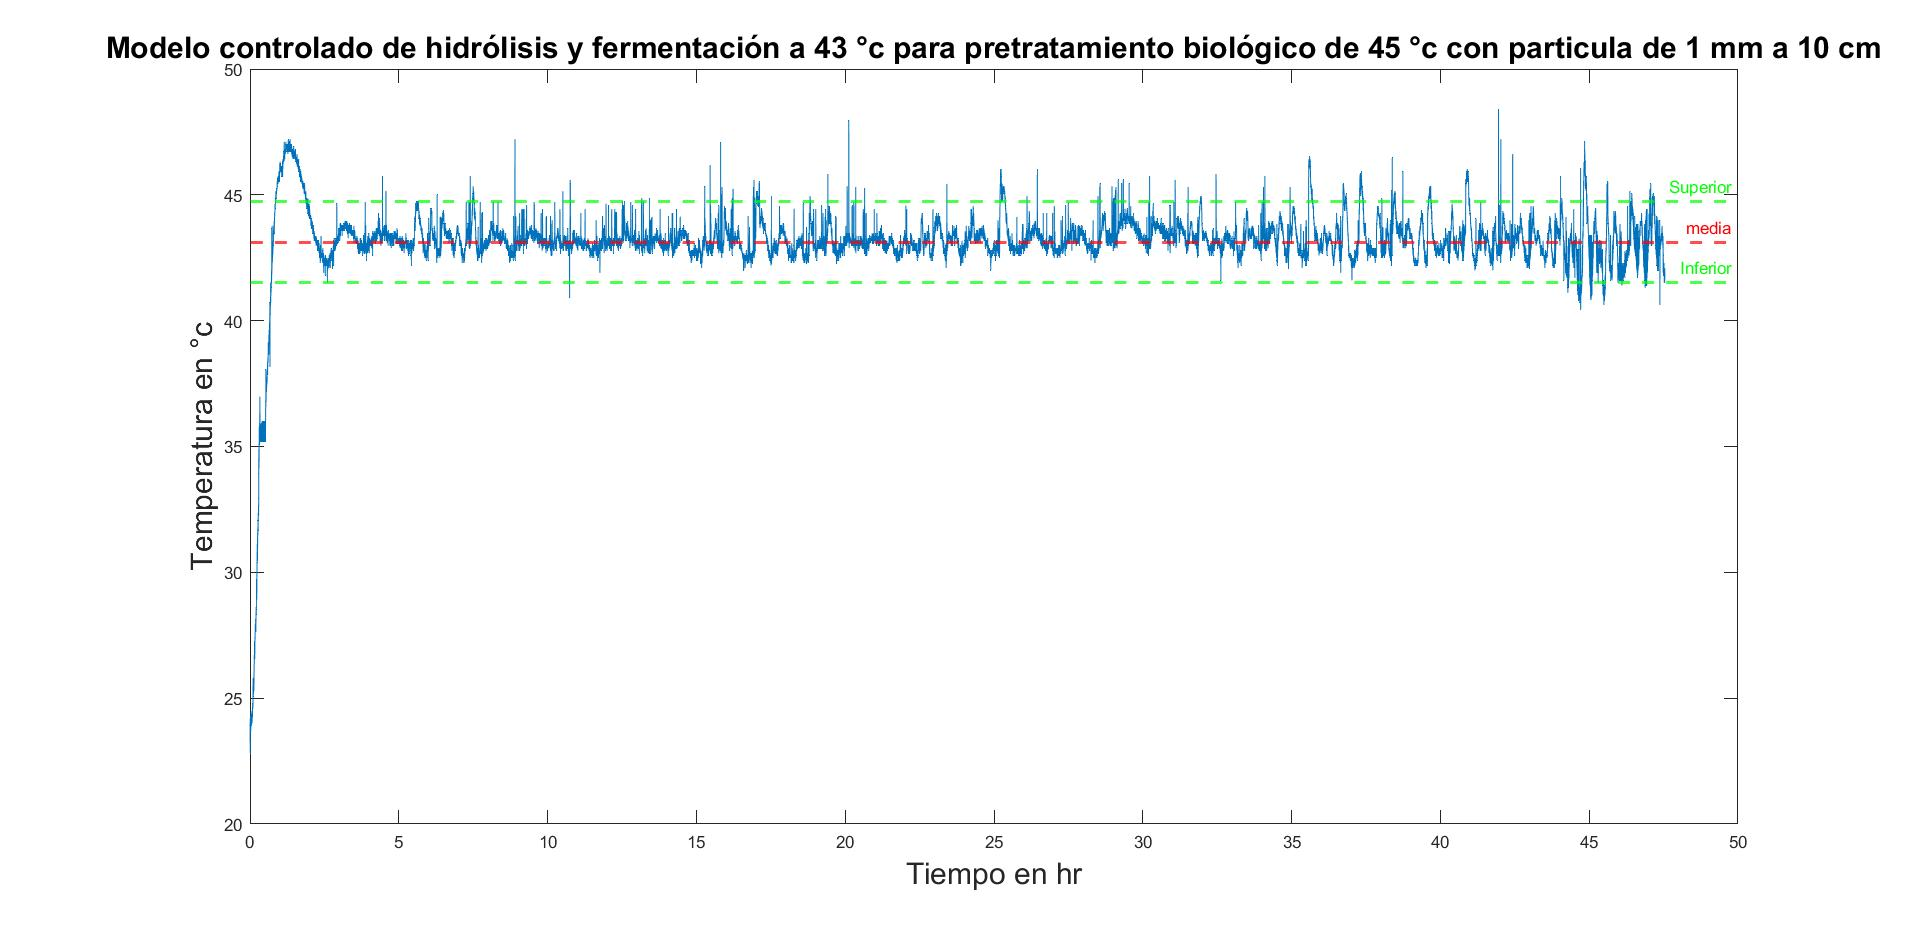 Modelo controlado de hidrólisis y fermentación a 43 °c para pretratamiento biológico de 45 °c con particula de 1 mm a 10 cm
50
45
40
35
30
25
20
Temperatura en °c
Superior
media
Inferior
0 5 10 15 20 25 30 35 40 45 50
Tiempo en hr